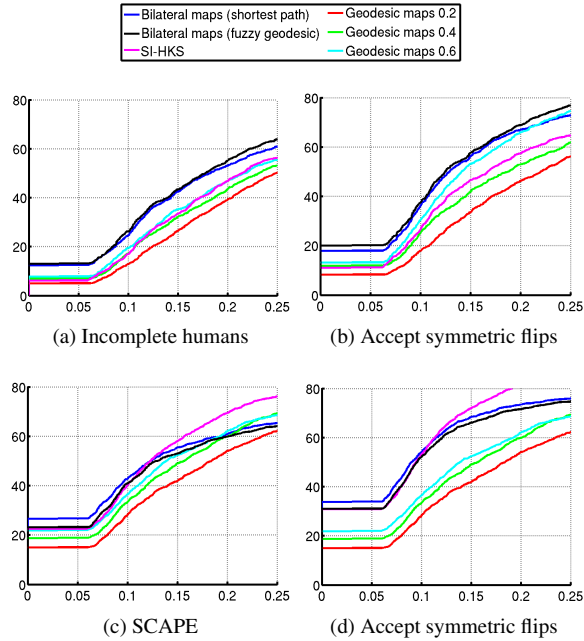 Bilateral maps (shortest path)
Bilateral maps (fuzzy geodesic)
SI-HKS
Geodesic maps 0.2
Geodesic maps 0.4
Geodesic maps 0.6
80
60
40
20
0
0 0.05 0.1 0.15 0.2 0.25
(a) Incomplete humans
80
60
40
20
0
0 0.05 0.1 0.15 0.2 0.25
(b) Accept symmetric flips
80
60
40
20
0
0 0.05 0.1 0.15 0.2 0.25
(c) SCAPE
80
60
40
20
0
0 0.05 0.1 0.15 0.2 0.25
(d) Accept symmetric flips